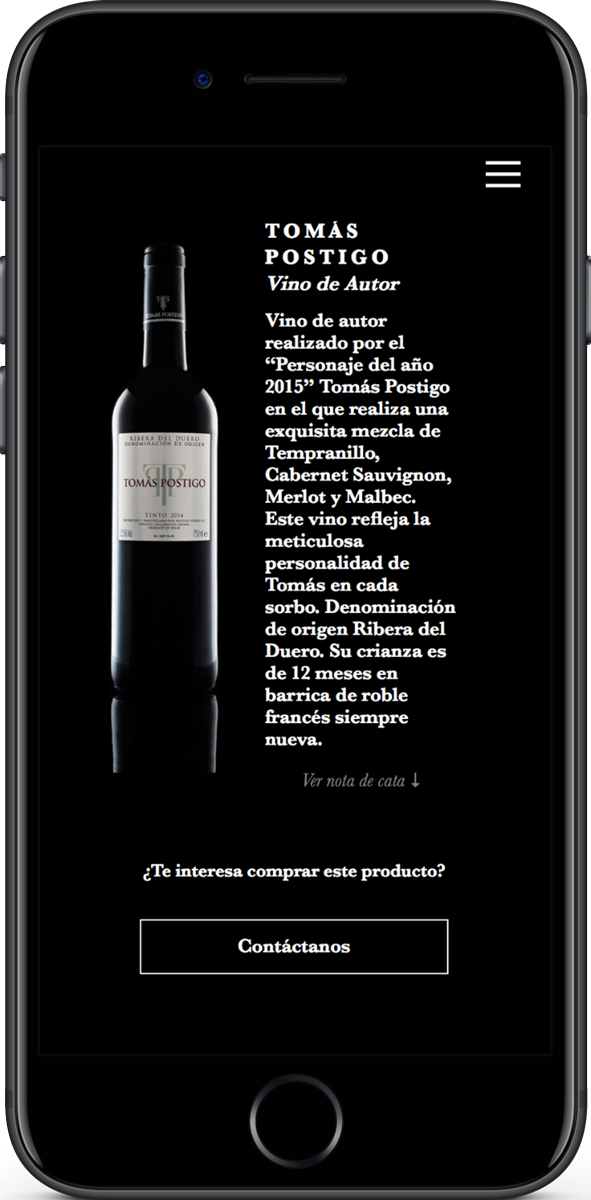 TOMÁS
POSTIGO
Vino de Autor
Vino de autor
realizado por el
“Personaje del año
2015” Tomás Postigo
en el que realiza una
exquisita mezcla de
Tempranillo,
Cabernet Sauvignon,
Merlot y Malbec.
Este vino refleja la
meticulosa
personalidad de
Tomás en cada
sorbo. Denominación
de origen Ribera del
Duero. Su crianza es
de 12 meses en
barrica de roble
francés siempre
nueva.
Ver nota de cata ↓
TOMÁS POSTIGO
RIBERA DEL DUERO
DENOMINACIÓN DE ORIGEN
TOMÁS POSTIGO
TINTO 2014
¿Te interesa comprar este producto?
Contáctanos